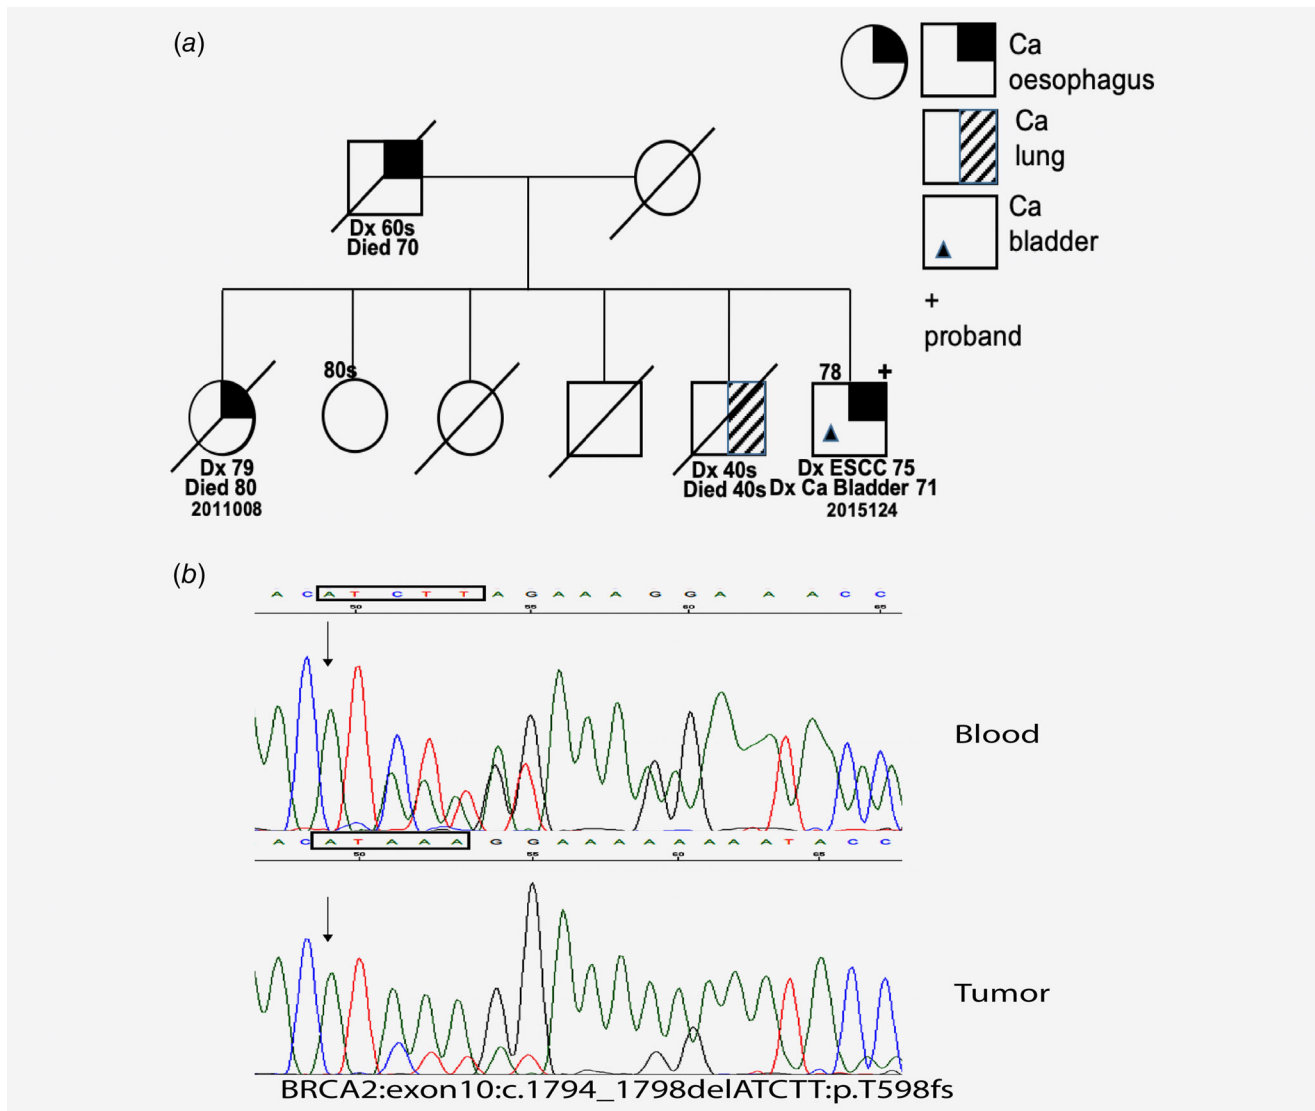 (a)
Ca
oesophagus
Ca
lung
Ca
bladder
+
proband
Dx 60s
Died 70
80s
78 +
Dx 79
Died 80
2011008
Dx 40s
Died 40s
Dx ESCC 75
Dx Ca Bladder 71
2015124
(b)
A C A T C T T A G A A A G G A A A C C
50 55 60 65
Blood
A C A T A A A G G A A A A A A A A T A C C
50 55 60 65
Tumor
BRCA2:exon10:c.1794_1798delATCTT:p.T598fs